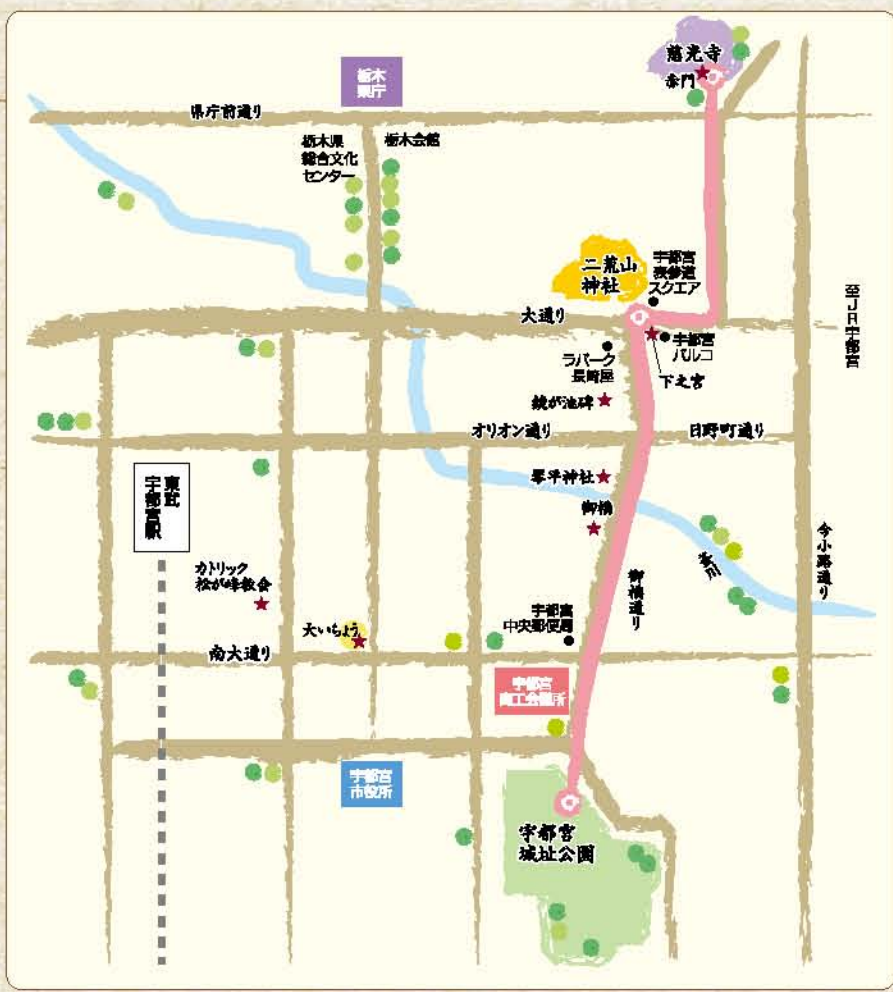 慈光寺
赤門
栃木
県庁
県庁前通り
栃木県
総合文化
センター
栃木会館
二荒山
神社
宇都宮
表参道
スクエア
大通り
至JR宇都宮
宇都宮
パルコ
ラパーク
長崎屋
下之宮
鏡が池碑
オリオン通り
日野町通り
東武
宇都宮駅
琴平神社
御橋
釜川
今小路通り
カトリック
松が峰教会
御橋通り
大いちょう
宇都宮
中央郵便局
南大通り
宇都宮
商工会議所
宇都宮
市役所
宇都宮
城址公園